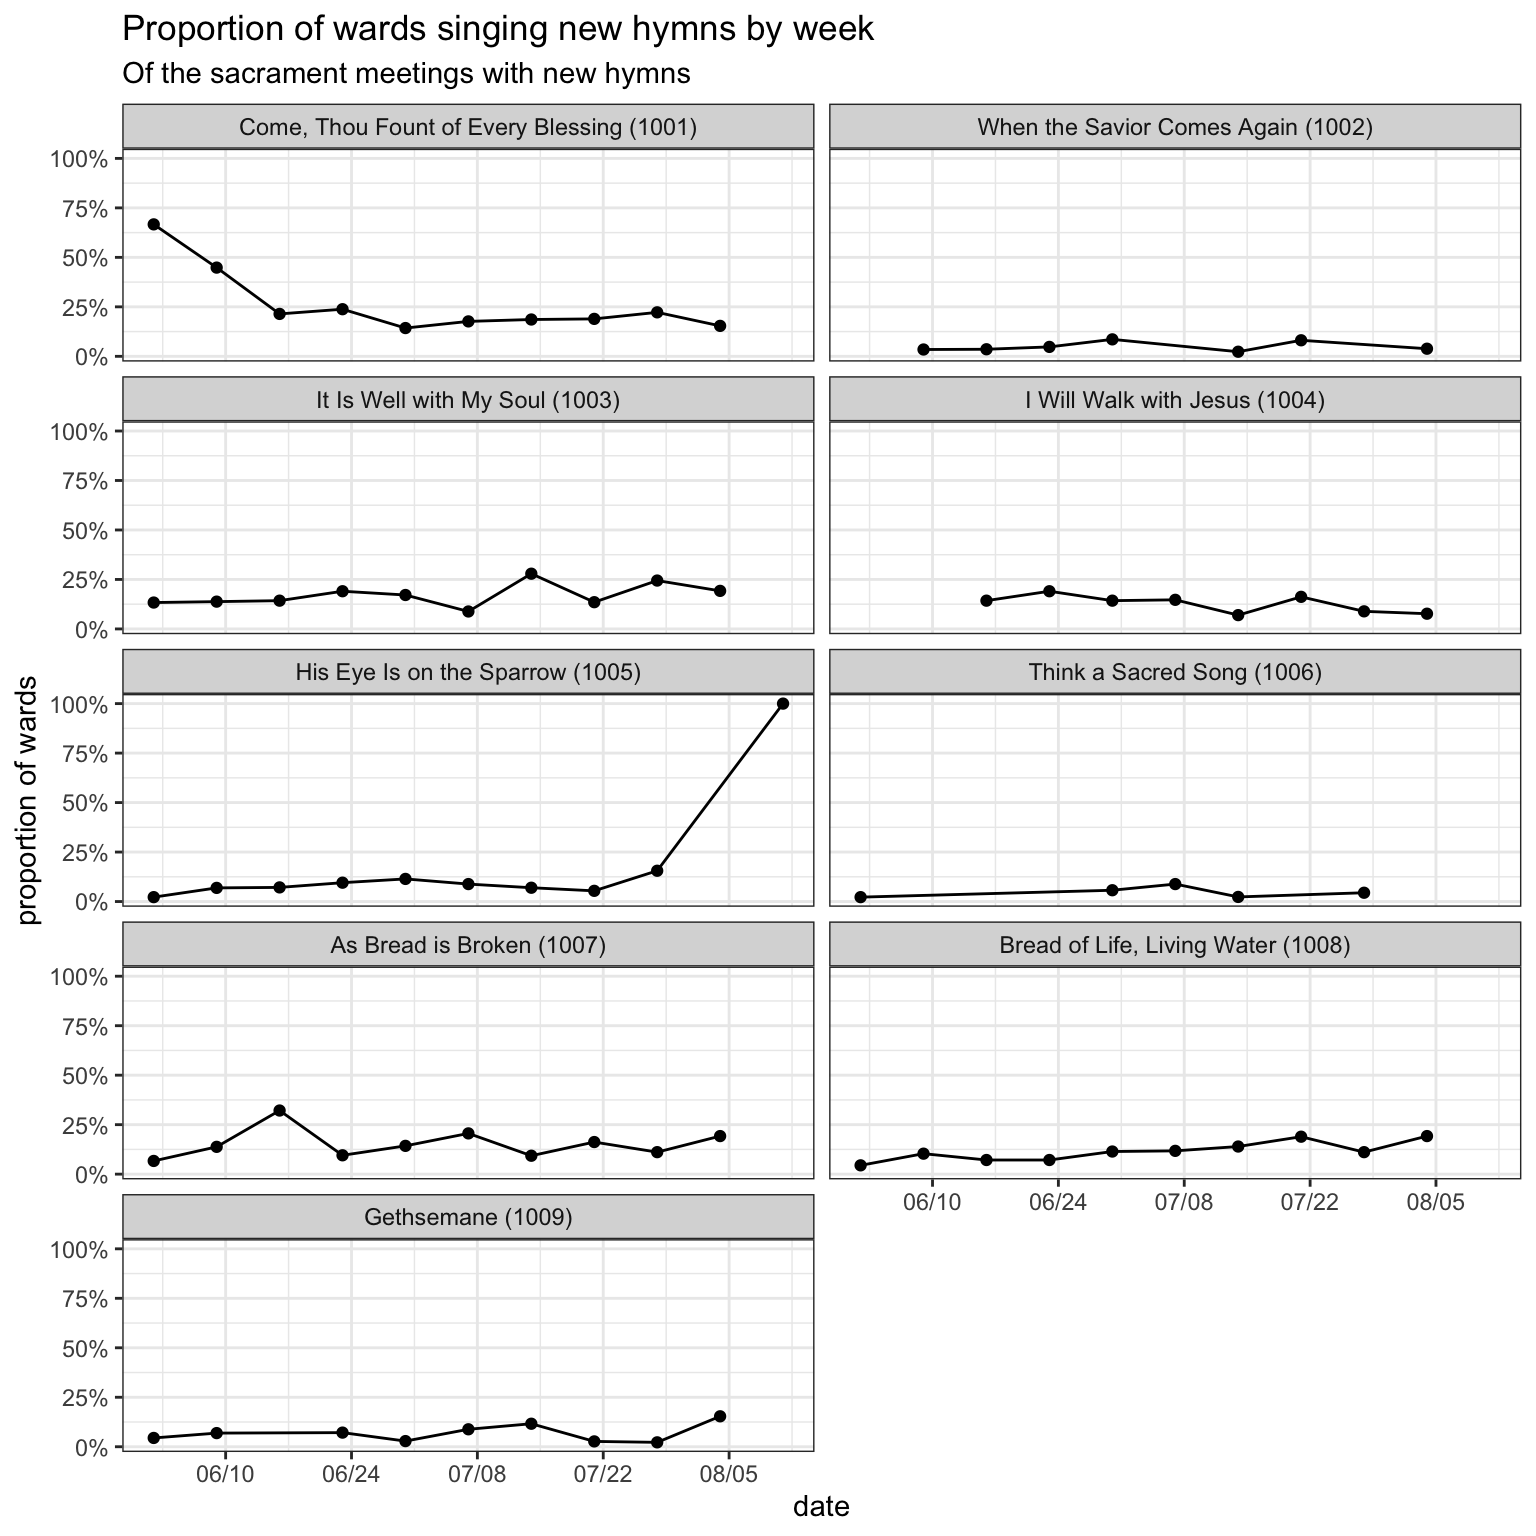 Proportion of wards singing new hymns by week
Of the sacrament meetings with new hymns
Come, Thou Fount of Every Blessing (1001)
When the Savior Comes Again (1002)
100%
75%
50%
25%
0%
It Is Well with My Soul (1003)
I Will Walk with Jesus (1004)
100%
75%
50%
25%
0%
His Eye Is on the Sparrow (1005)
Think a Sacred Song (1006)
100%
75%
50%
25%
0%
proportion of wards
As Bread is Broken (1007)
Bread of Life, Living Water (1008)
100%
75%
50%
25%
0%
06/10 06/24 07/08 07/22 08/05
Gethsemane (1009)
100%
75%
50%
25%
0%
06/10 06/24 07/08 07/22 08/05
date